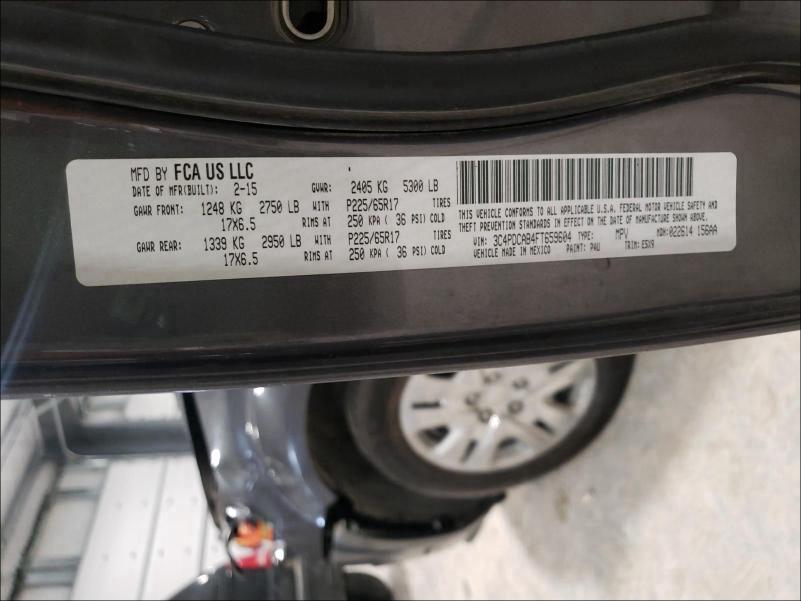 MFD BY FCA US LLC
DATE OF MFR(BUILT): 2-15 GVWR: 2405 KG 5300 LB
GAWR FRONT: 1248 KG 2750 LB WITH P225/65R17 TIRES
17X6.5 RIMS AT 250 KPA ( 36 PSI) COLD
GAWR REAR: 1339 KG 2950 LB WITH P225/65R17 TIRES
17X6.5 RIMS AT 250 KPA ( 36 PSI) COLD
THIS VEHICLE CONFORMS TO ALL APPLICABLE U.S.A. FEDERAL MOTOR VEHICLE SAFETY AND
THEFT PREVENTION STANDARDS IN EFFECT ON THE DATE OF MANUFACTURE SHOWN ABOVE.
VIN: 3C4PDCAB4FT659604 TYPE: MPV MDH:022614 156AA
VEHICLE MADE IN MEXICO PAINT: PAU TRIM: E5X9